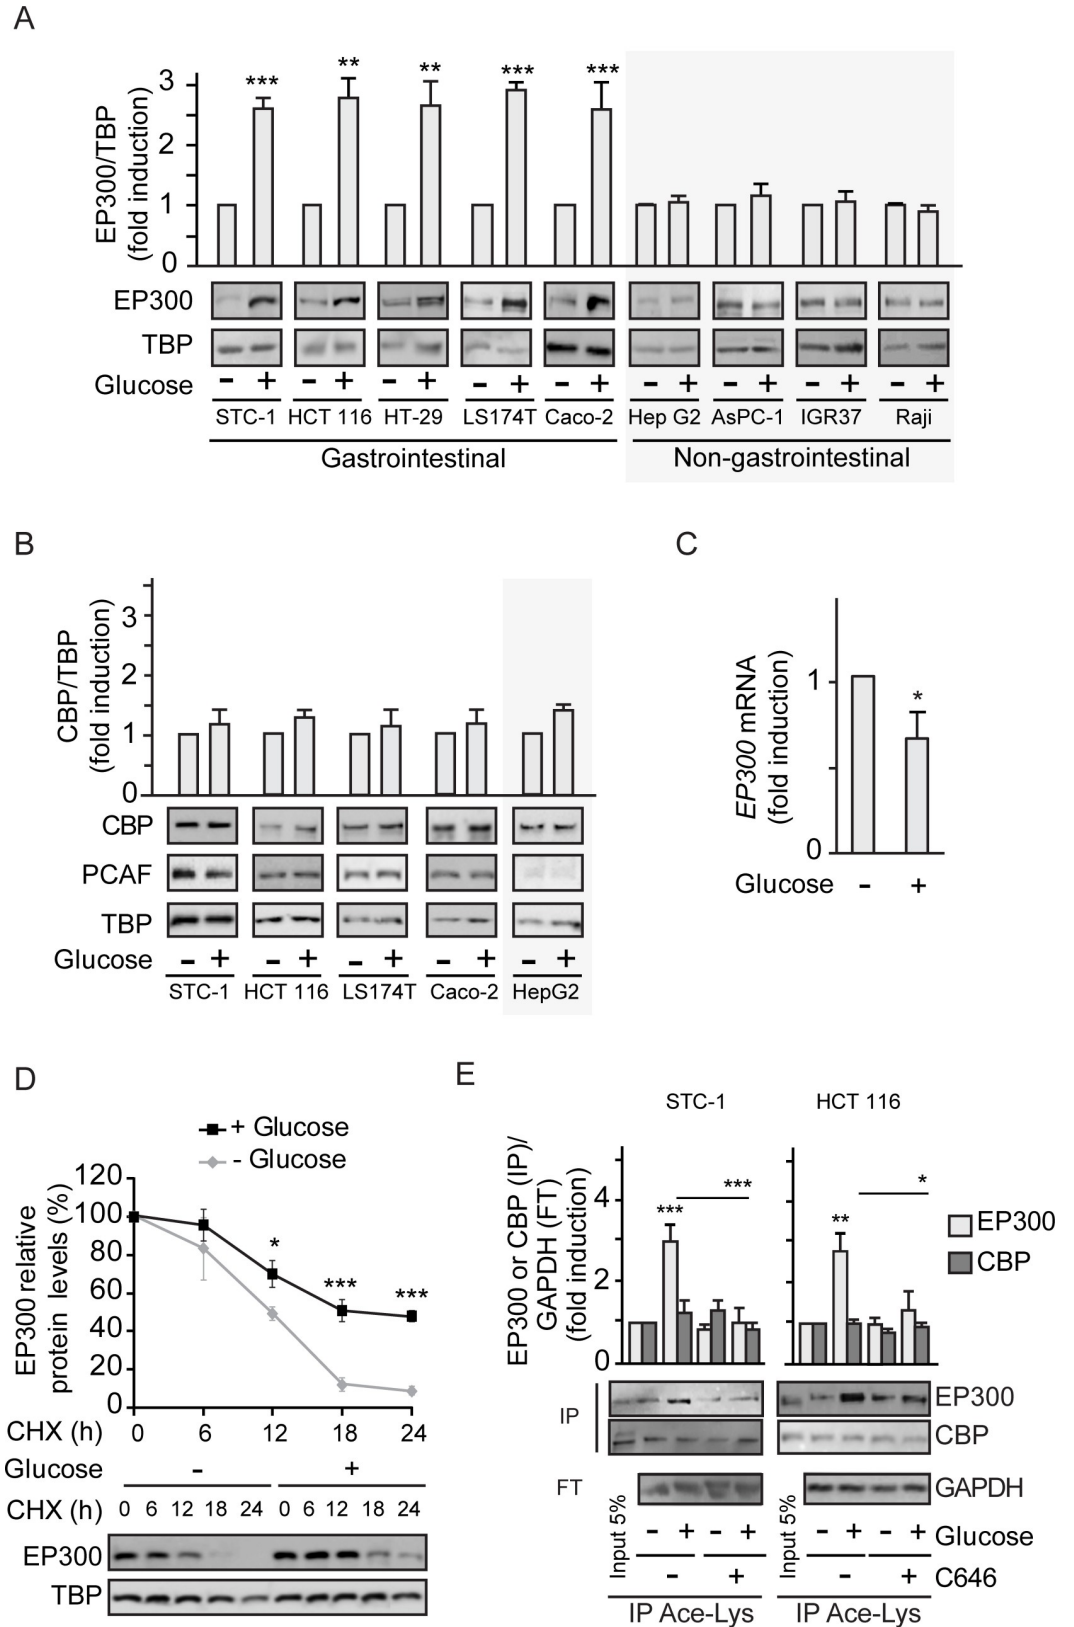 A
EP300/TBP
(fold induction)
3
2
1
0
*** ** ** *** ***
EP300
TBP
Glucose - + - + - + - + - + - + - + - + - +
STC-1 HCT 116 HT-29 LS174T Caco-2 Hep G2 AsPC-1 IGR37 Raji
Gastrointestinal Non-gastrointestinal
B
CBP/TBP
(fold induction)
3
2
1
0
CBP
PCAF
TBP
Glucose - + - + - + - + - +
STC-1 HCT 116 LS174T Caco-2 HepG2
C
EP300 mRNA
(fold induction)
1
0
*
Glucose - +
D
+ Glucose
- Glucose
EP300 relative
protein levels (%)
120
100
80
60
40
20
0
* *** ***
CHX (h) 0 6 12 18 24
Glucose - +
CHX (h) 0 6 12 18 24 0 6 12 18 24
EP300
TBP
E
STC-1 HCT 116
EP300 or CBP (IP)/
GAPDH (FT)
(fold induction)
4
2
0
*** *** ** *
EP300
CBP
IP
EP300
CBP
FT
GAPDH
Input 5% Input 5%
- + - + - + - + Glucose
- + - + C646
IP Ace-Lys IP Ace-Lys